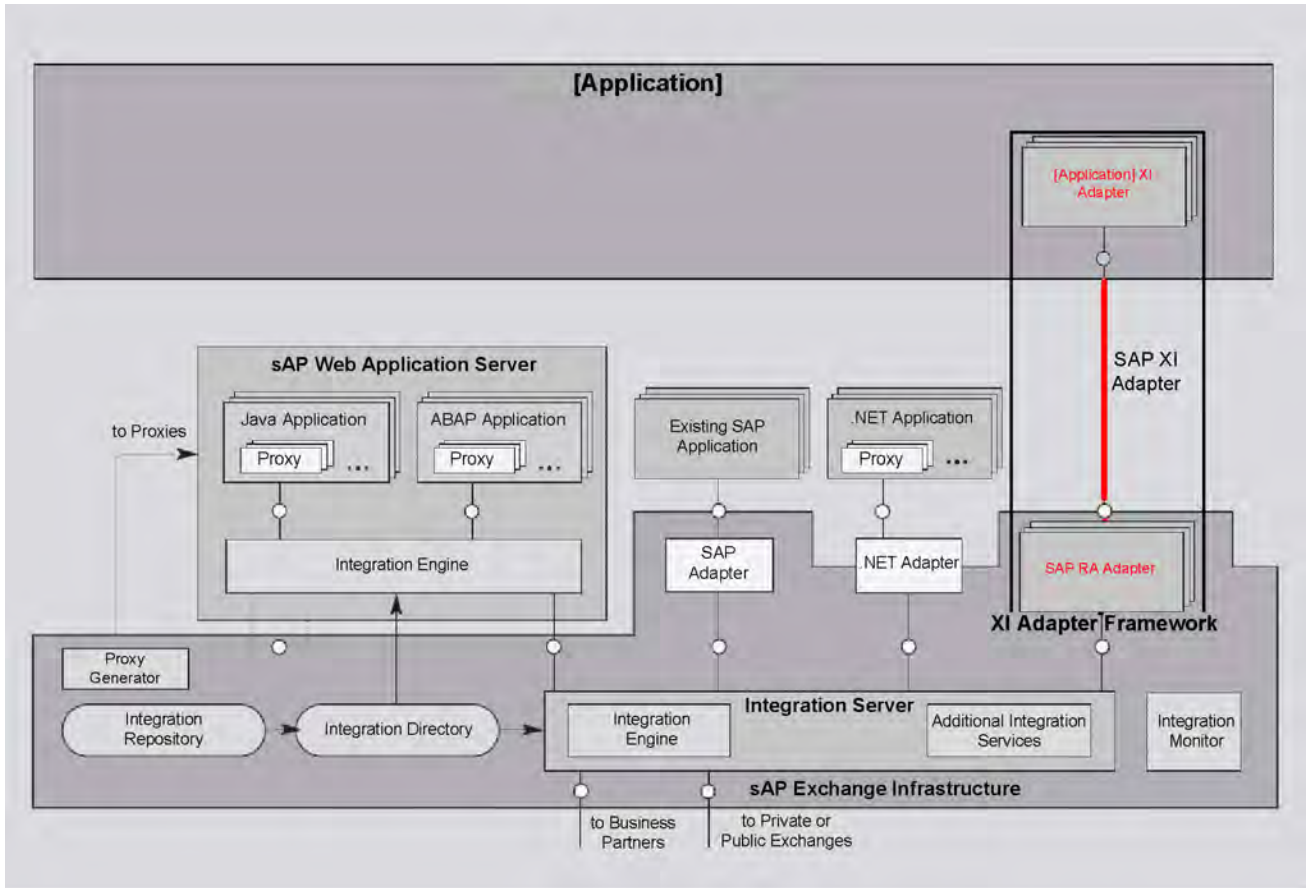 [Application]
[Application] XI
Adapter
SAP XI
Adapter
sAP Web Application Server
Java Application
Proxy
...
ABAP Application
Proxy
...
Existing SAP
Application
.NET Application
Proxy
...
to Proxies
Integration Engine
SAP
Adapter
.NET Adapter
SAP RA Adapter
XI Adapter Framework
Proxy
Generator
Integration
Repository
Integration Directory
Integration Server
Integration
Engine
Additional Integration
Services
Integration
Monitor
sAP Exchange Infrastructure
to Business
Partners
to Private or
Public Exchanges